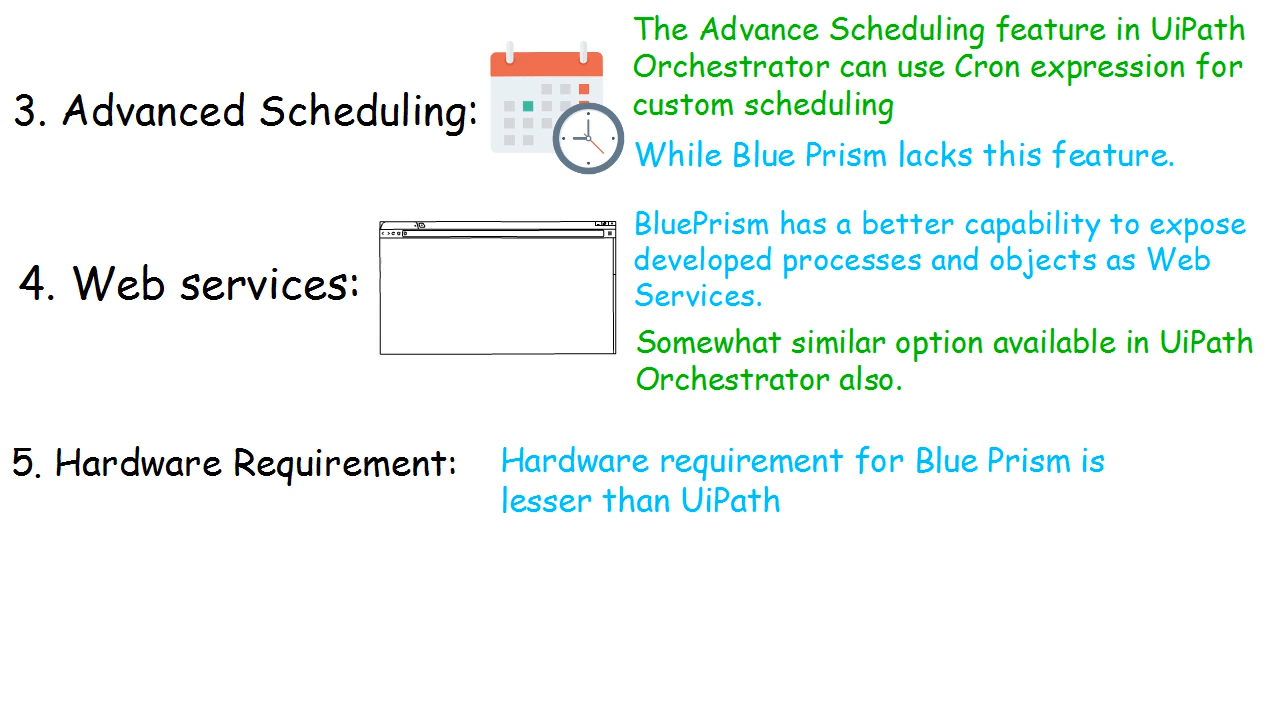 3. Advanced Scheduling:
The Advance Scheduling feature in UiPath
Orchestrator can use Cron expression for
custom scheduling
While Blue Prism lacks this feature.
4. Web services:
BluePrism has a better capability to expose
developed processes and objects as Web
Services.
Somewhat similar option available in UiPath
Orchestrator also.
5. Hardware Requirement:
Hardware requirement for Blue Prism is
lesser than UiPath